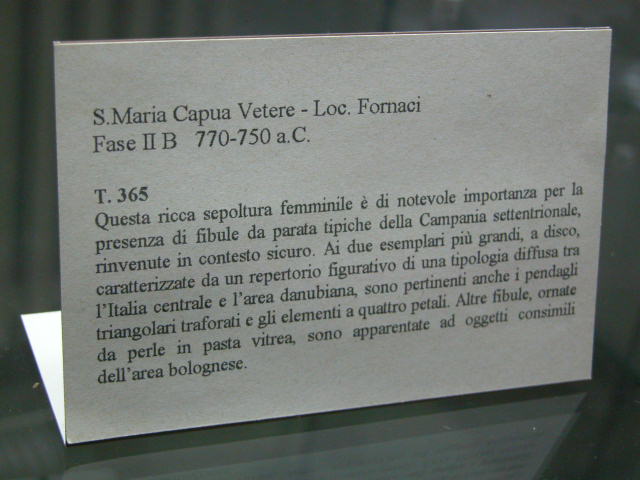 S.Maria Capua Vetere - Loc. Fornaci
Fase II B 770-750 a.C.
T. 365
Questa ricca sepoltura femminile è di notevole importanza per la
presenza di fibule da parata tipiche della Campania settentrionale,
rinvenute in contesto sicuro. Ai due esemplari più grandi, a disco,
caratterizzate da un repertorio figurativo di una tipologia diffusa tra
l'Italia centrale e l'area danubiana, sono pertinenti anche i pendagli
triangolari traforati e gli elementi a quattro petali. Altre fibule, ornate
da perle in pasta vitrea, sono apparentate ad oggetti consimili
dell'area bolognese.